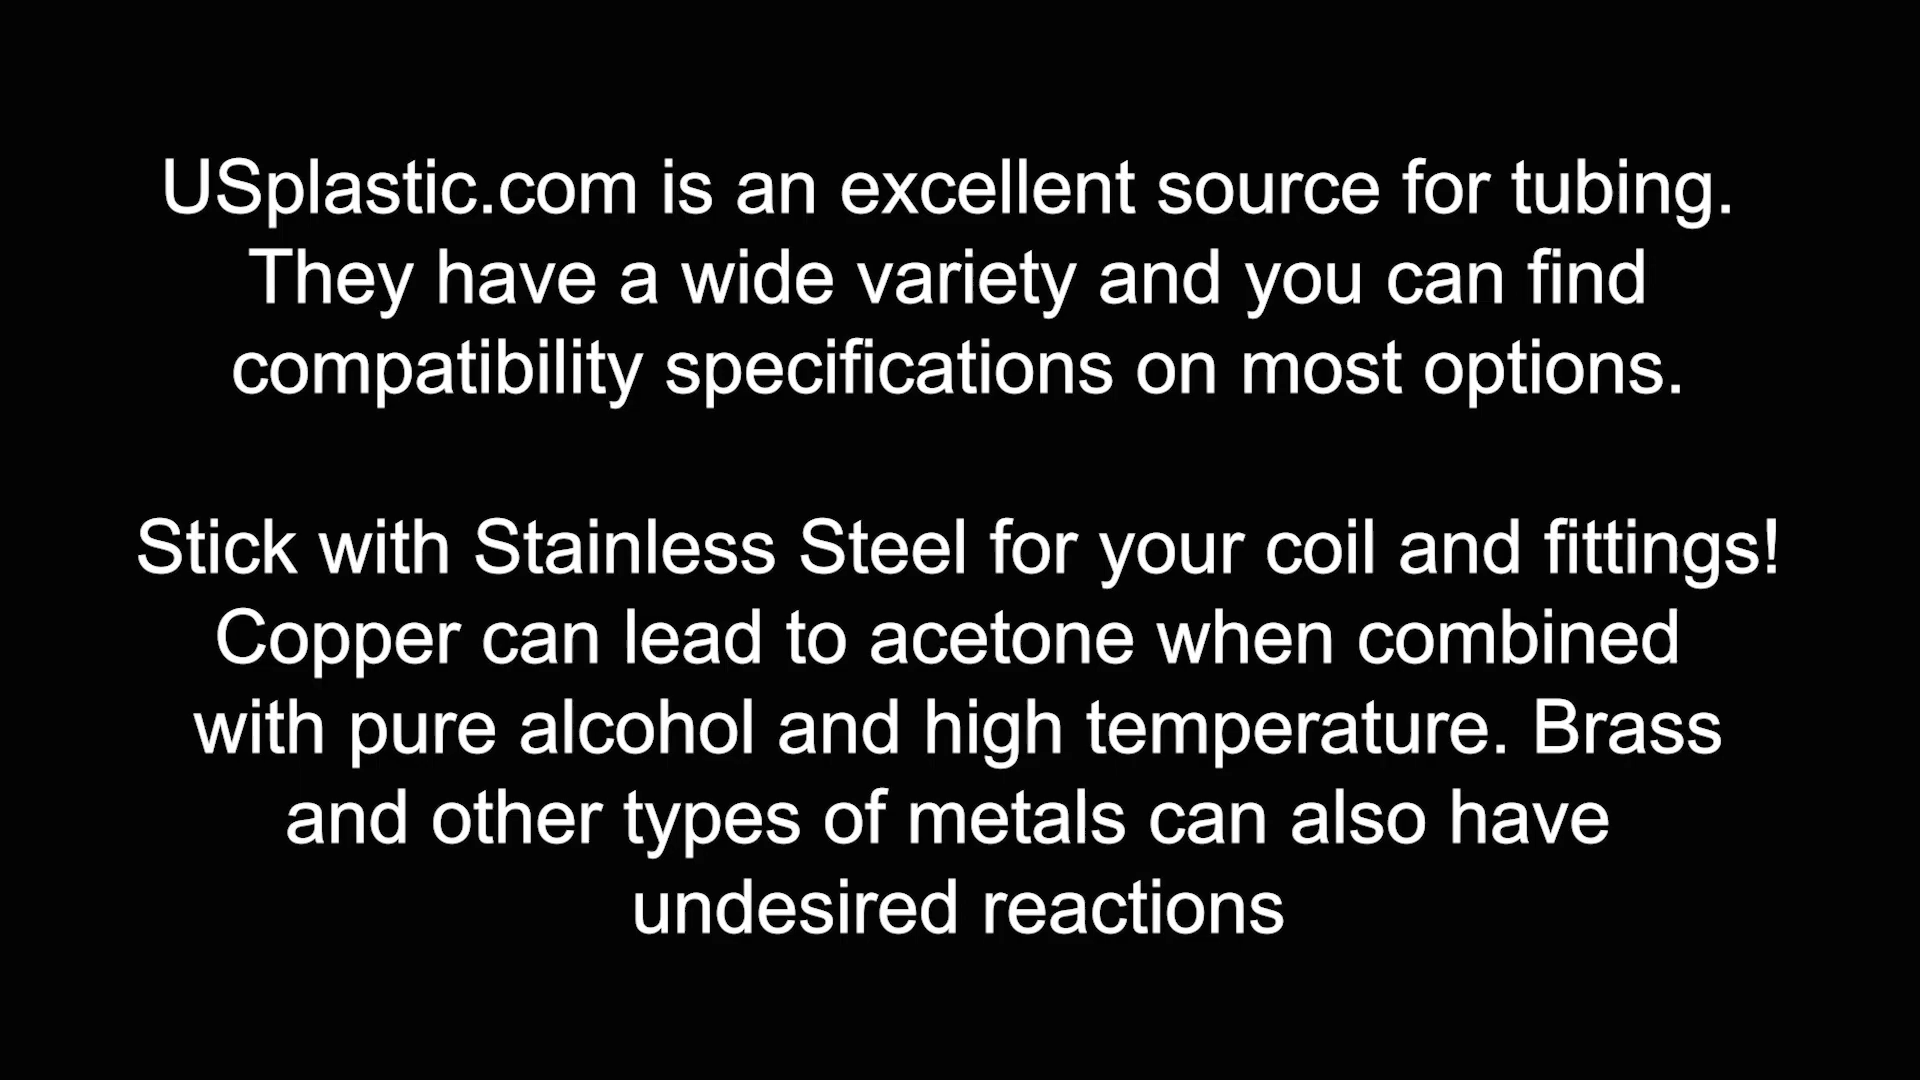 USplastic.com is an excellent source for tubing.
They have a wide variety and you can find
compatibility specifications on most options.
Stick with Stainless Steel for your coil and fittings!
Copper can lead to acetone when combined
with pure alcohol and high temperature. Brass
and other types of metals can also have
undesired reactions